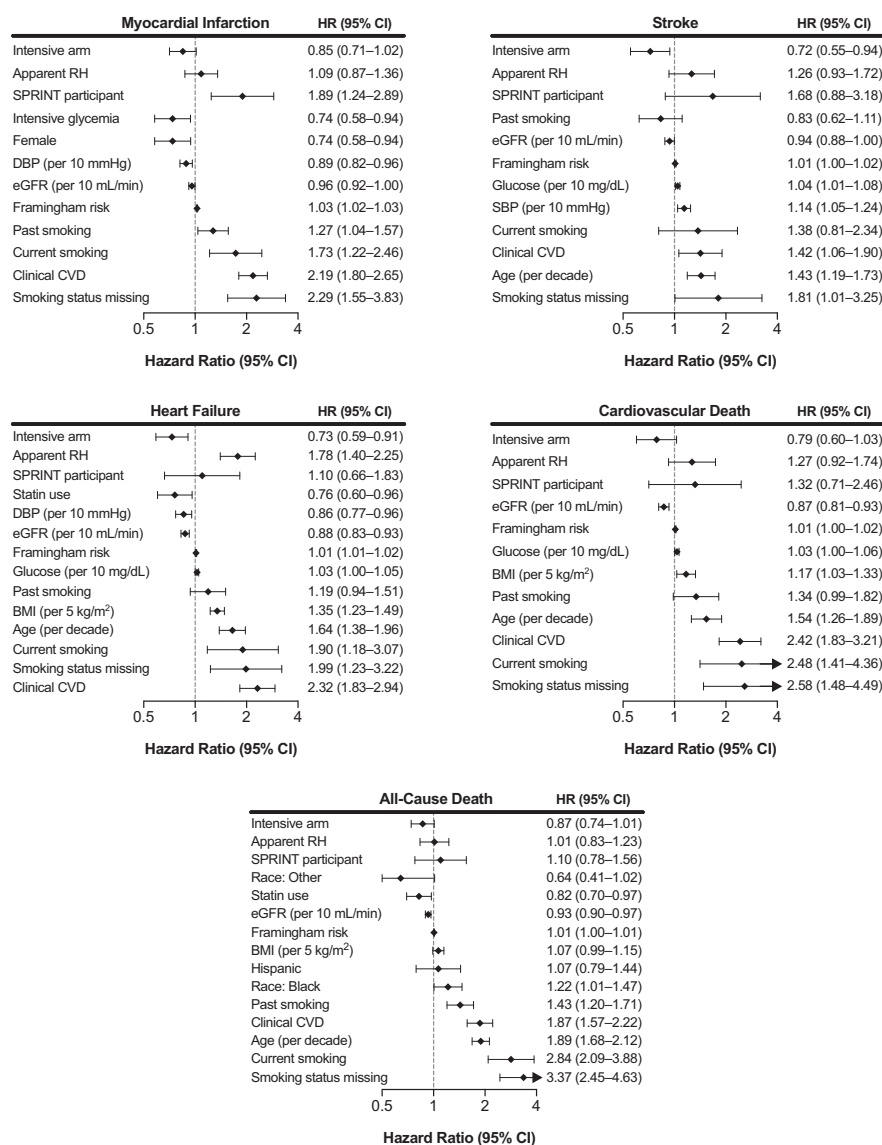 Myocardial Infarction HR (95% CI)
Intensive arm 0.85 (0.71–1.02)
Apparent RH 1.09 (0.87–1.36)
SPRINT participant 1.89 (1.24–2.89)
Intensive glycemia 0.74 (0.58–0.94)
Female 0.74 (0.58–0.94)
DBP (per 10 mmHg) 0.89 (0.82–0.96)
eGFR (per 10 mL/min) 0.96 (0.92–1.00)
Framingham risk 1.03 (1.02–1.03)
Past smoking 1.27 (1.04–1.57)
Current smoking 1.73 (1.22–2.46)
Clinical CVD 2.19 (1.80–2.65)
Smoking status missing 2.29 (1.55–3.83)
0.5 1 2 4
Hazard Ratio (95% CI)
Stroke HR (95% CI)
Intensive arm 0.72 (0.55–0.94)
Apparent RH 1.26 (0.93–1.72)
SPRINT participant 1.68 (0.88–3.18)
Past smoking 0.83 (0.62–1.11)
eGFR (per 10 mL/min) 0.94 (0.88–1.00)
Framingham risk 1.01 (1.00–1.02)
Glucose (per 10 mg/dL) 1.04 (1.01–1.08)
SBP (per 10 mmHg) 1.14 (1.05–1.24)
Current smoking 1.38 (0.81–2.34)
Clinical CVD 1.42 (1.06–1.90)
Age (per decade) 1.43 (1.19–1.73)
Smoking status missing 1.81 (1.01–3.25)
0.5 1 2 4
Hazard Ratio (95% CI)
Heart Failure HR (95% CI)
Intensive arm 0.73 (0.59–0.91)
Apparent RH 1.78 (1.40–2.25)
SPRINT participant 1.10 (0.66–1.83)
Statin use 0.76 (0.60–0.96)
DBP (per 10 mmHg) 0.86 (0.77–0.96)
eGFR (per 10 mL/min) 0.88 (0.83–0.93)
Framingham risk 1.01 (1.01–1.02)
Glucose (per 10 mg/dL) 1.03 (1.00–1.05)
Past smoking 1.19 (0.94–1.51)
BMI (per 5 kg/m²) 1.35 (1.23–1.49)
Age (per decade) 1.64 (1.38–1.96)
Current smoking 1.90 (1.18–3.07)
Smoking status missing 1.99 (1.23–3.22)
Clinical CVD 2.32 (1.83–2.94)
0.5 1 2 4
Hazard Ratio (95% CI)
Cardiovascular Death HR (95% CI)
Intensive arm 0.79 (0.60–1.03)
Apparent RH 1.27 (0.92–1.74)
SPRINT participant 1.32 (0.71–2.46)
eGFR (per 10 mL/min) 0.87 (0.81–0.93)
Framingham risk 1.01 (1.00–1.02)
Glucose (per 10 mg/dL) 1.03 (1.00–1.06)
BMI (per 5 kg/m²) 1.17 (1.03–1.33)
Past smoking 1.34 (0.99–1.82)
Age (per decade) 1.54 (1.26–1.89)
Clinical CVD 2.42 (1.83–3.21)
Current smoking 2.48 (1.41–4.36)
Smoking status missing 2.58 (1.48–4.49)
0.5 1 2 4
Hazard Ratio (95% CI)
All-Cause Death HR (95% CI)
Intensive arm 0.87 (0.74–1.01)
Apparent RH 1.01 (0.83–1.23)
SPRINT participant 1.10 (0.78–1.56)
Race: Other 0.64 (0.41–1.02)
Statin use 0.82 (0.70–0.97)
eGFR (per 10 mL/min) 0.93 (0.90–0.97)
Framingham risk 1.01 (1.00–1.01)
BMI (per 5 kg/m²) 1.07 (0.99–1.15)
Hispanic 1.07 (0.79–1.44)
Race: Black 1.22 (1.01–1.47)
Past smoking 1.43 (1.20–1.71)
Clinical CVD 1.87 (1.57–2.22)
Age (per decade) 1.89 (1.68–2.12)
Current smoking 2.84 (2.09–3.88)
Smoking status missing 3.37 (2.45–4.63)
0.5 1 2 4
Hazard Ratio (95% CI)